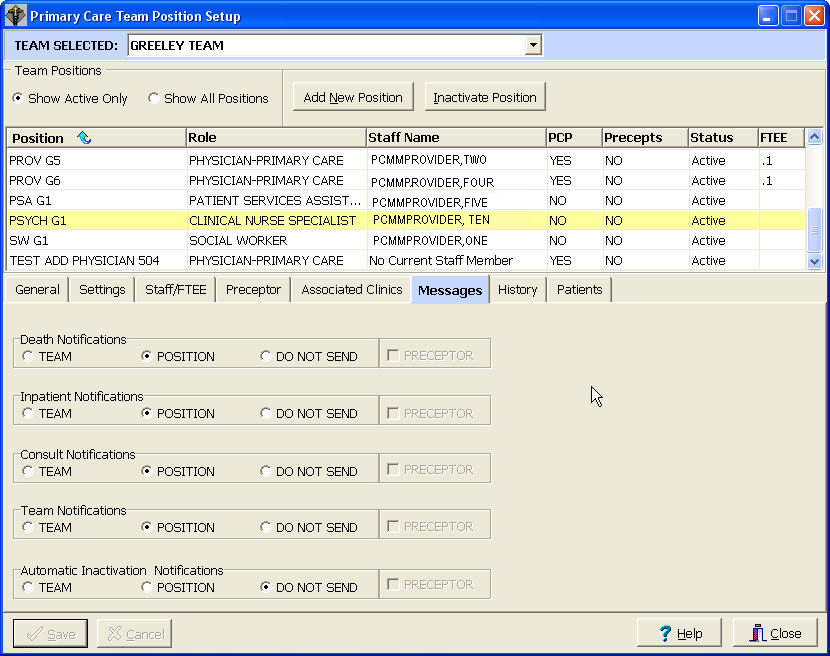 Primary Care Team Position Setup
TEAM SELECTED: GREELEY TEAM
Team Positions
Show Active Only Show All Positions Add New Position Inactivate Position
Position Role Staff Name PCP Precepts Status FTEE
PROV G5 PHYSICIAN-PRIMARY CARE PCMMPROVIDER,TWO YES NO Active .1
PROV G6 PHYSICIAN-PRIMARY CARE PCMMPROVIDER,FOUR YES NO Active .1
PSA G1 PATIENT SERVICES ASSIST... PCMMPROVIDER,FIVE NO NO Active
PSYCH G1 CLINICAL NURSE SPECIALIST PCMMPROVIDER, TEN NO NO Active
SW G1 SOCIAL WORKER PCMMPROVIDER,ONE NO NO Active
TEST ADD PHYSICIAN 504 PHYSICIAN-PRIMARY CARE No Current Staff Member YES NO Active
General Settings Staff/FTEE Preceptor Associated Clinics Messages History Patients
Death Notifications
TEAM POSITION DO NOT SEND PRECEPTOR
Inpatient Notifications
TEAM POSITION DO NOT SEND PRECEPTOR
Consult Notifications
TEAM POSITION DO NOT SEND PRECEPTOR
Team Notifications
TEAM POSITION DO NOT SEND PRECEPTOR
Automatic Inactivation Notifications
TEAM POSITION DO NOT SEND PRECEPTOR
Save Cancel Help Close